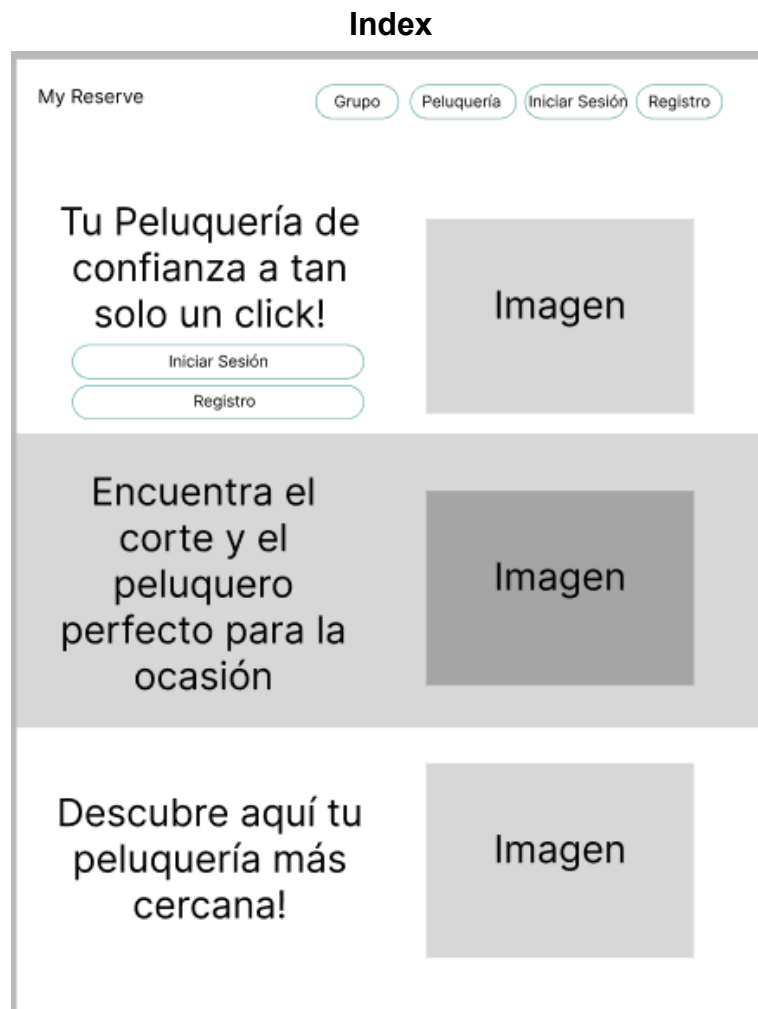 Index
My Reserve
Grupo
Peluquería
Iniciar Sesión
Registro
Tu Peluquería de
confianza a tan
solo un click!
Iniciar Sesión
Registro
Imagen
Encuentra el
corte y el
peluquero
perfecto para la
ocasión
Imagen
Descubre aquí tu
peluquería más
cercana!
Imagen